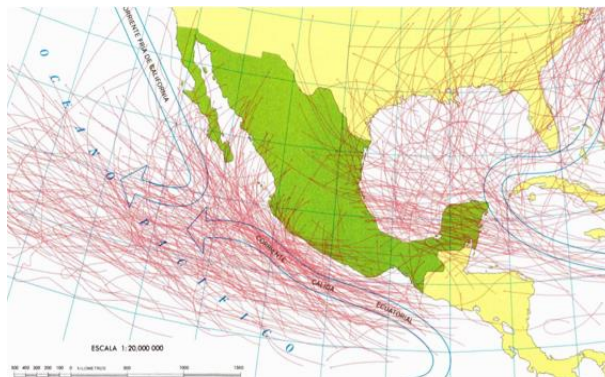 CORRIENTE FRIA DE CALIFORNIA
OCEANO PACIFICO
CORRIENTE CALIDA ECUATORIAL
ESCALA 1:20,000 000
KILOMETROS